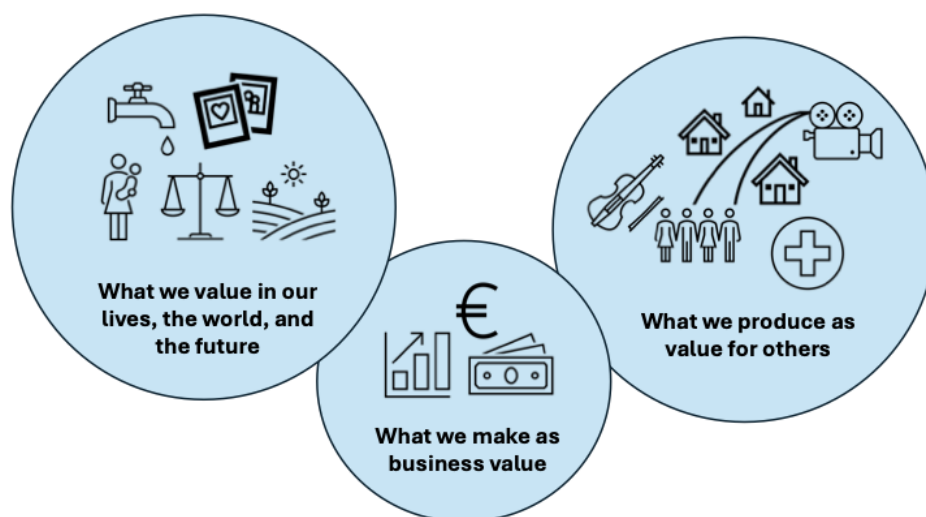 What we value in our
lives, the world, and
the future
€
What we make as
business value
What we produce as
value for others